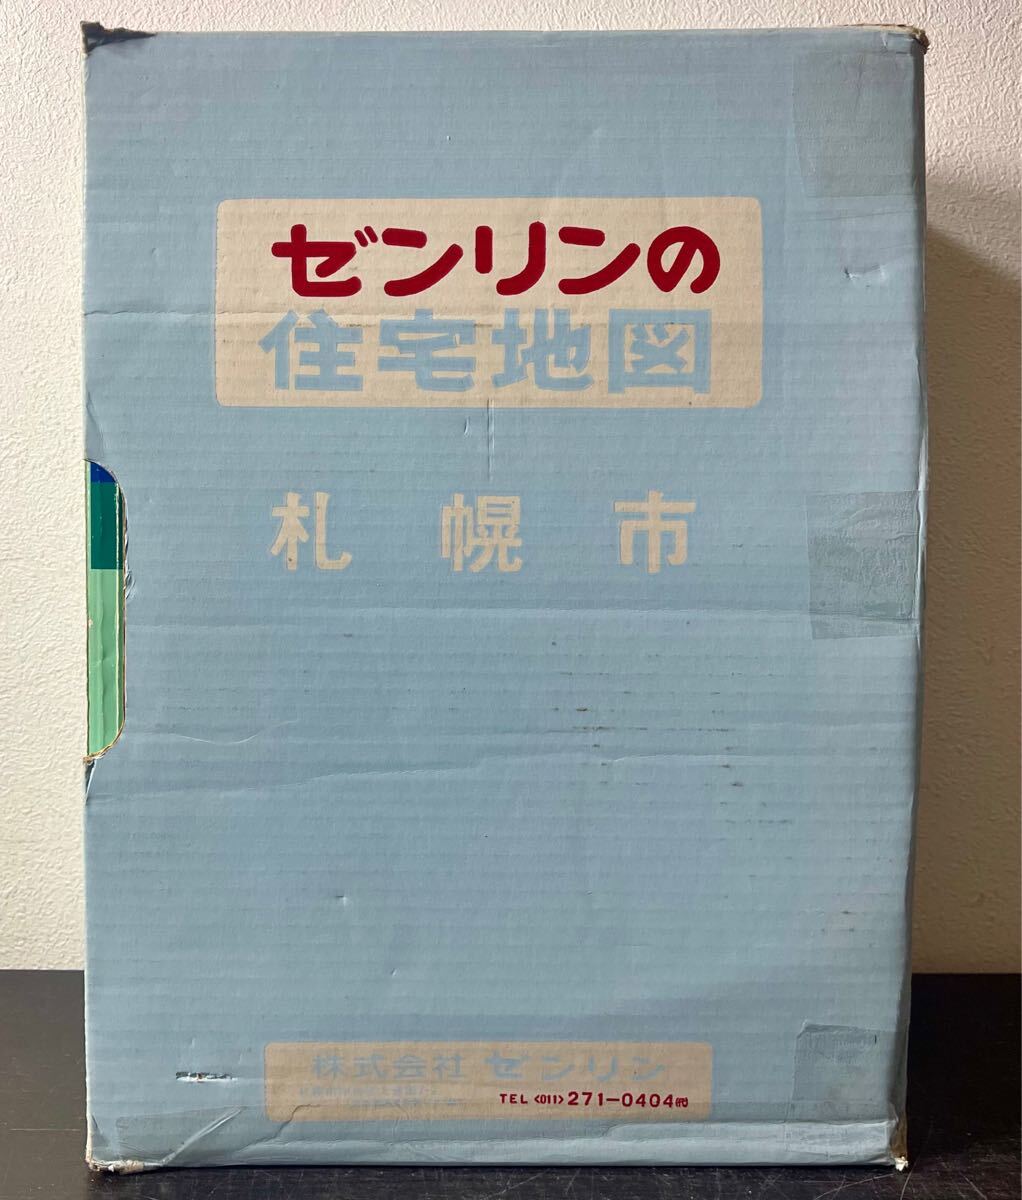 ゼンリンの
住宅地図
札幌市
株式会社 ゼンリン
TEL <011> 271-0404㈹